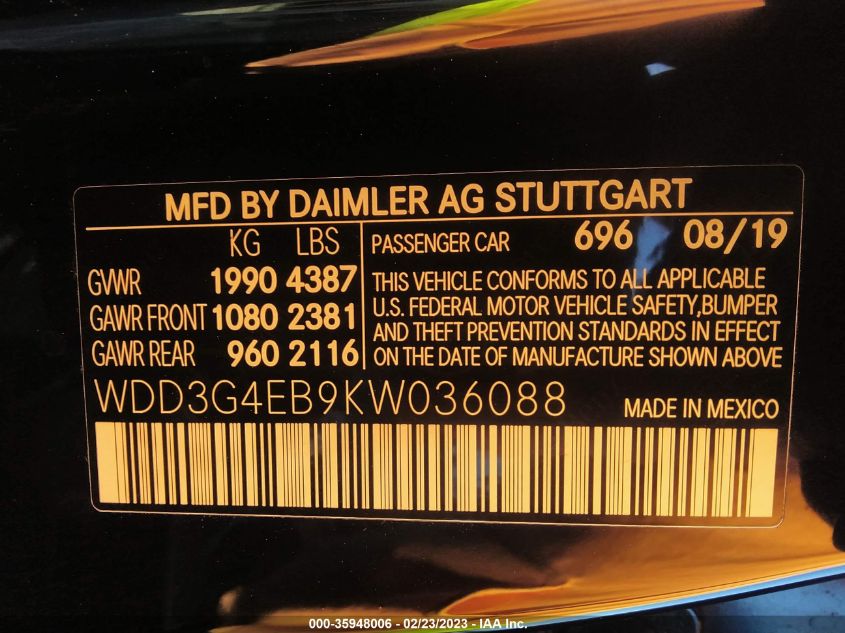 MFD BY DAIMLER AG STUTTGART
KG LBS
GVWR 1990 4387
GAWR FRONT 1080 2381
GAWR REAR 960 2116
PASSENGER CAR 696 08/19
THIS VEHICLE CONFORMS TO ALL APPLICABLE
U.S. FEDERAL MOTOR VEHICLE SAFETY,BUMPER
AND THEFT PREVENTION STANDARDS IN EFFECT
ON THE DATE OF MANUFACTURE SHOWN ABOVE
WDD3G4EB9KW036088
MADE IN MEXICO
000-35948006 - 02/23/2023 - IAA Inc.